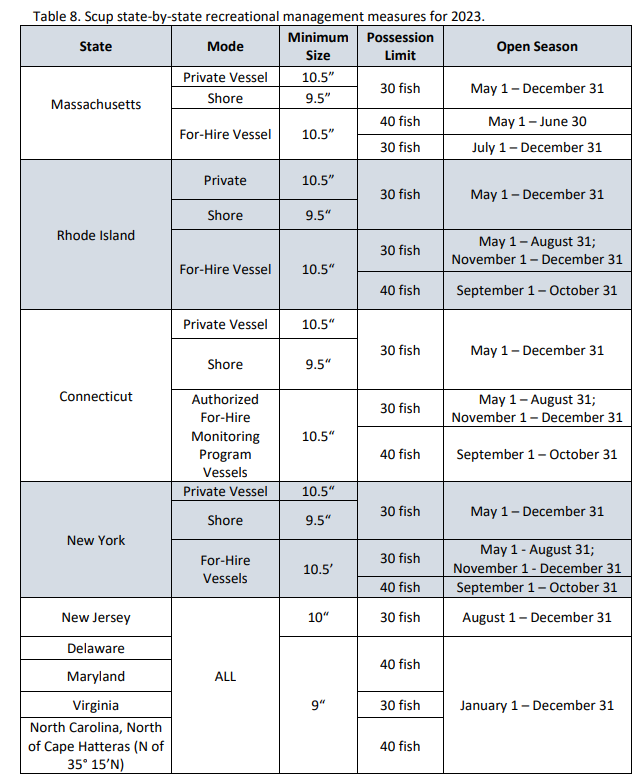 Table 8. Scup state-by-state recreational management measures for 2023.
State Mode Minimum Size Possession Limit Open Season
Massachusetts
Private Vessel 10.5” 30 fish May 1 – December 31
Shore 9.5”
For-Hire Vessel 10.5” 40 fish May 1 – June 30
30 fish July 1 – December 31
Rhode Island
Private 10.5” 30 fish May 1 – December 31
Shore 9.5“
For-Hire Vessel 10.5“ 30 fish May 1 – August 31;
November 1 – December 31
40 fish September 1 – October 31
Connecticut
Private Vessel 10.5“ 30 fish May 1 – December 31
Shore 9.5“
Authorized
For-Hire
Monitoring
Program
Vessels
10.5“ 30 fish May 1 – August 31;
November 1 – December 31
40 fish September 1 – October 31
New York
Private Vessel 10.5“ 30 fish May 1 – December 31
Shore 9.5“
For-Hire
Vessels
10.5’ 30 fish May 1 - August 31;
November 1 - December 31
40 fish September 1 – October 31
New Jersey ALL 10“ 30 fish August 1 – December 31
Delaware 9“ 40 fish January 1 – December 31
Maryland
Virginia 30 fish
North Carolina, North
of Cape Hatteras (N of
35° 15’N)
40 fish